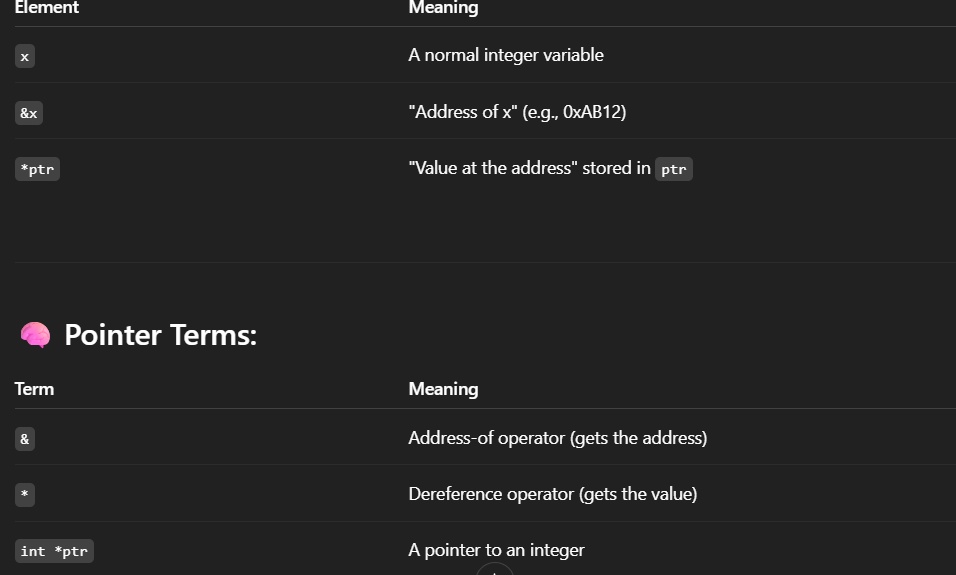 Element Meaning
x A normal integer variable
&x "Address of x" (e.g., 0xAB12)
*ptr "Value at the address" stored in ptr
🧠 Pointer Terms:
Term Meaning
& Address-of operator (gets the address)
* Dereference operator (gets the value)
int *ptr A pointer to an integer